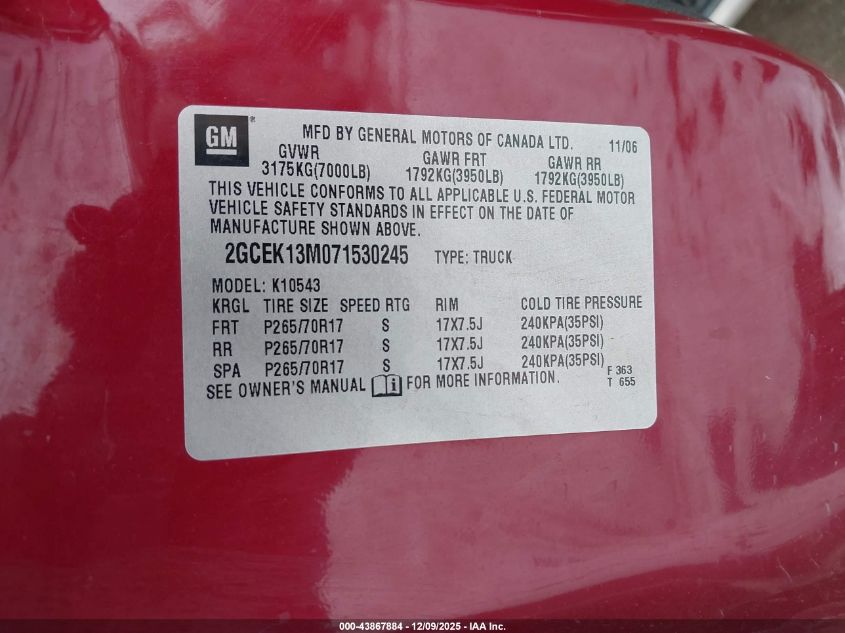 GM ® MFD BY GENERAL MOTORS OF CANADA LTD. 11/06
GVWR GAWR FRT GAWR RR
3175KG(7000LB) 1792KG(3950LB) 1792KG(3950LB)
THIS VEHICLE CONFORMS TO ALL APPLICABLE U.S. FEDERAL MOTOR
VEHICLE SAFETY STANDARDS IN EFFECT ON THE DATE OF
MANUFACTURE SHOWN ABOVE.
2GCEK13M071530245 TYPE: TRUCK
MODEL: K10543
KRGL TIRE SIZE SPEED RTG RIM COLD TIRE PRESSURE
FRT P265/70R17 S 17X7.5J 240KPA(35PSI)
RR P265/70R17 S 17X7.5J 240KPA(35PSI)
SPA P265/70R17 S 17X7.5J 240KPA(35PSI)
SEE OWNER'S MANUAL i FOR MORE INFORMATION.
F 363
T 655
000-43867884 - 12/09/2025 - IAA Inc.